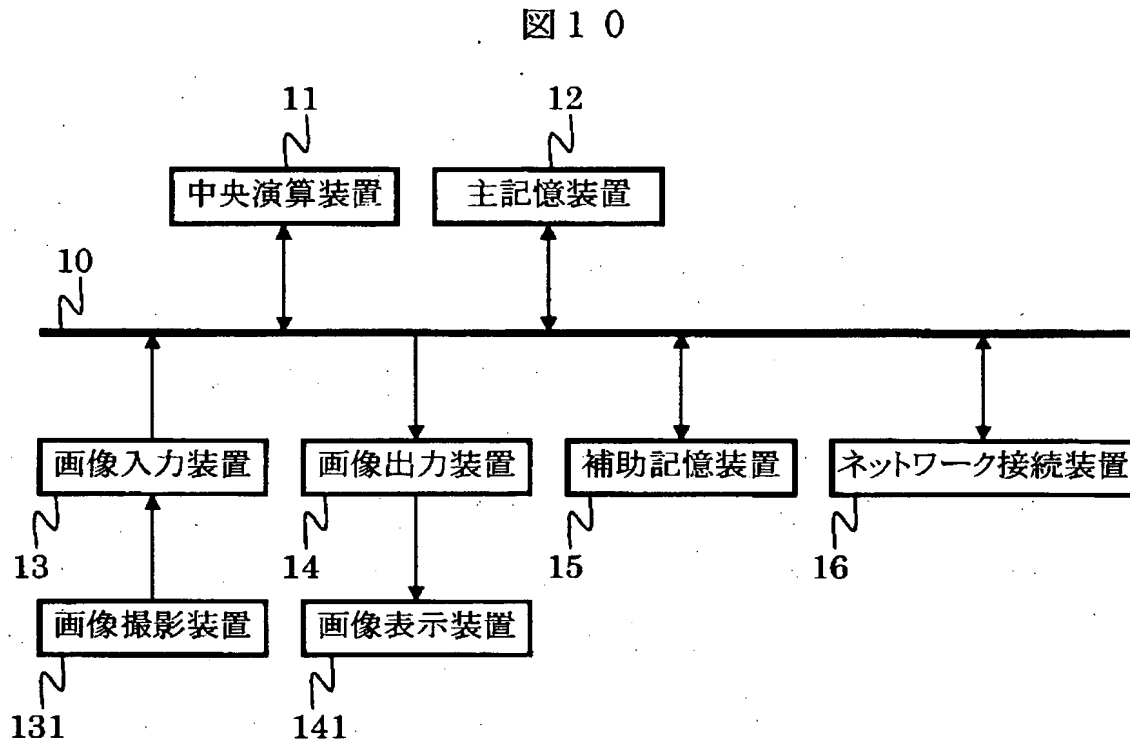 図10
11
12
中央演算装置
主記憶装置
10
画像入力装置
画像出力装置
補助記憶装置
ネットワーク接続装置
13
14
15
16
画像撮影装置
画像表示装置
131
141